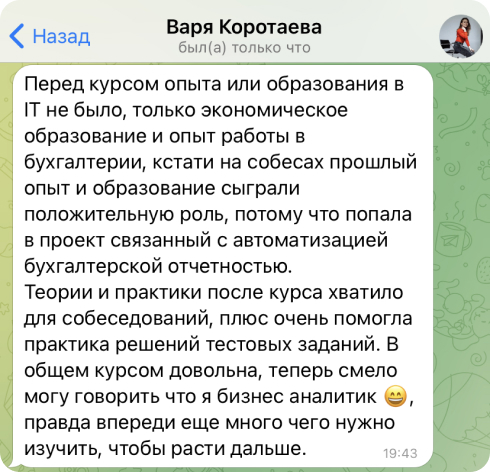 Назад
Варя Коротаева
был(а) только что
Перед курсом опыта или образования в
IT не было, только экономическое
образование и опыт работы в
бухгалтерии, кстати на собесах прошлый
опыт и образование сыграли
положительную роль, потому что попала
в проект связанный с автоматизацией
бухгалтерской отчетностью.
Теории и практики после курса хватило
для собеседований, плюс очень помогла
практика решений тестовых заданий. В
общем курсом довольна, теперь смело
могу говорить что я бизнес аналитик 😄,
правда впереди еще много чего нужно
изучить, чтобы расти дальше.
19:43